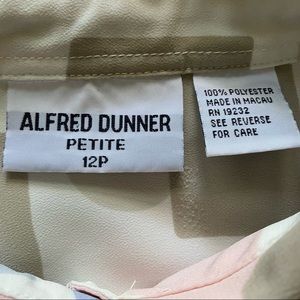 ALFRED DUNNER
PETITE
12P
100% POLYESTER
MADE IN MACAU
RN 19232
SEE REVERSE
FOR CARE